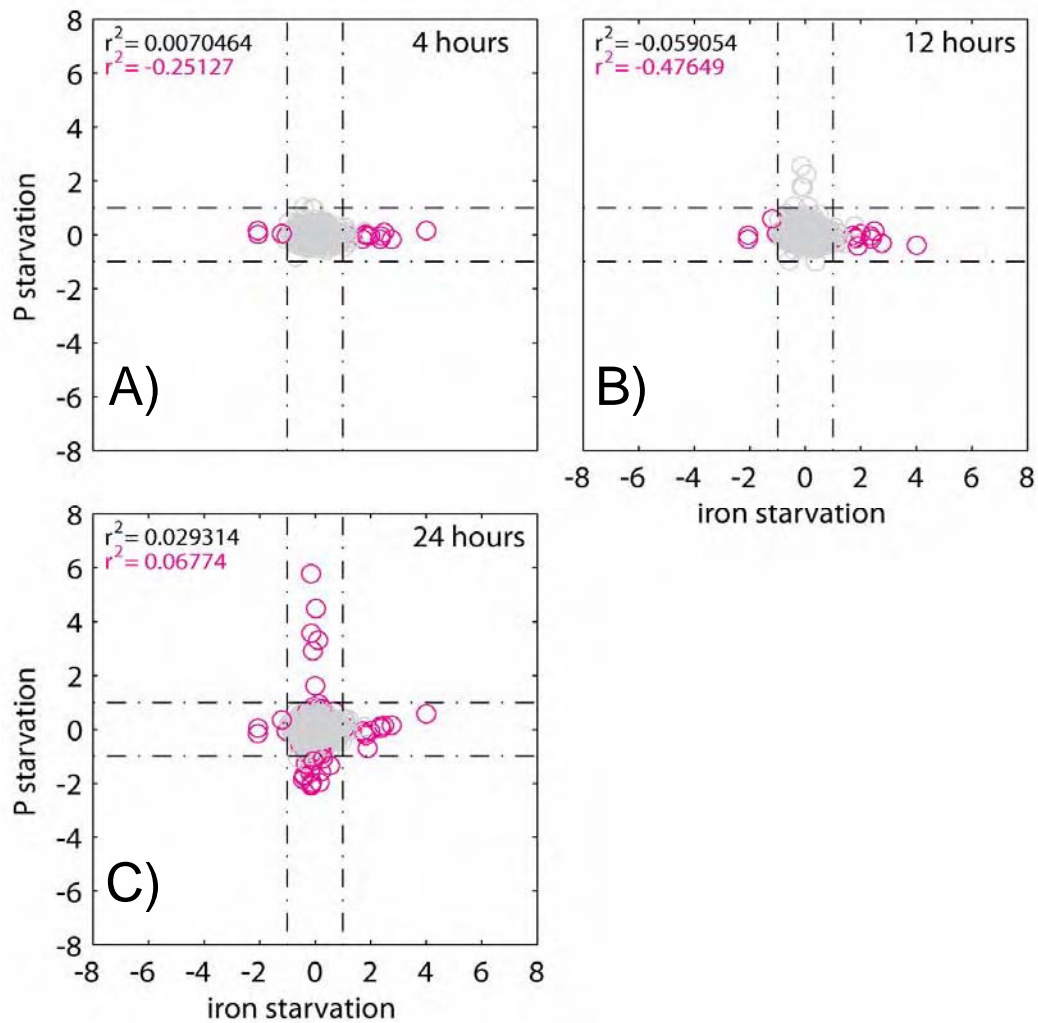 8
6
4
2
0
-2
-4
-6
-8
P starvation
r²= 0.0070464
r²= -0.25127
4 hours
A)
r²= -0.059054
r²= -0.47649
12 hours
B)
-8 -6 -4 -2 0 2 4 6 8
iron starvation
8
6
4
2
0
-2
-4
-6
-8
P starvation
r²= 0.029314
r²= 0.06774
24 hours
C)
-8 -6 -4 -2 0 2 4 6 8
iron starvation